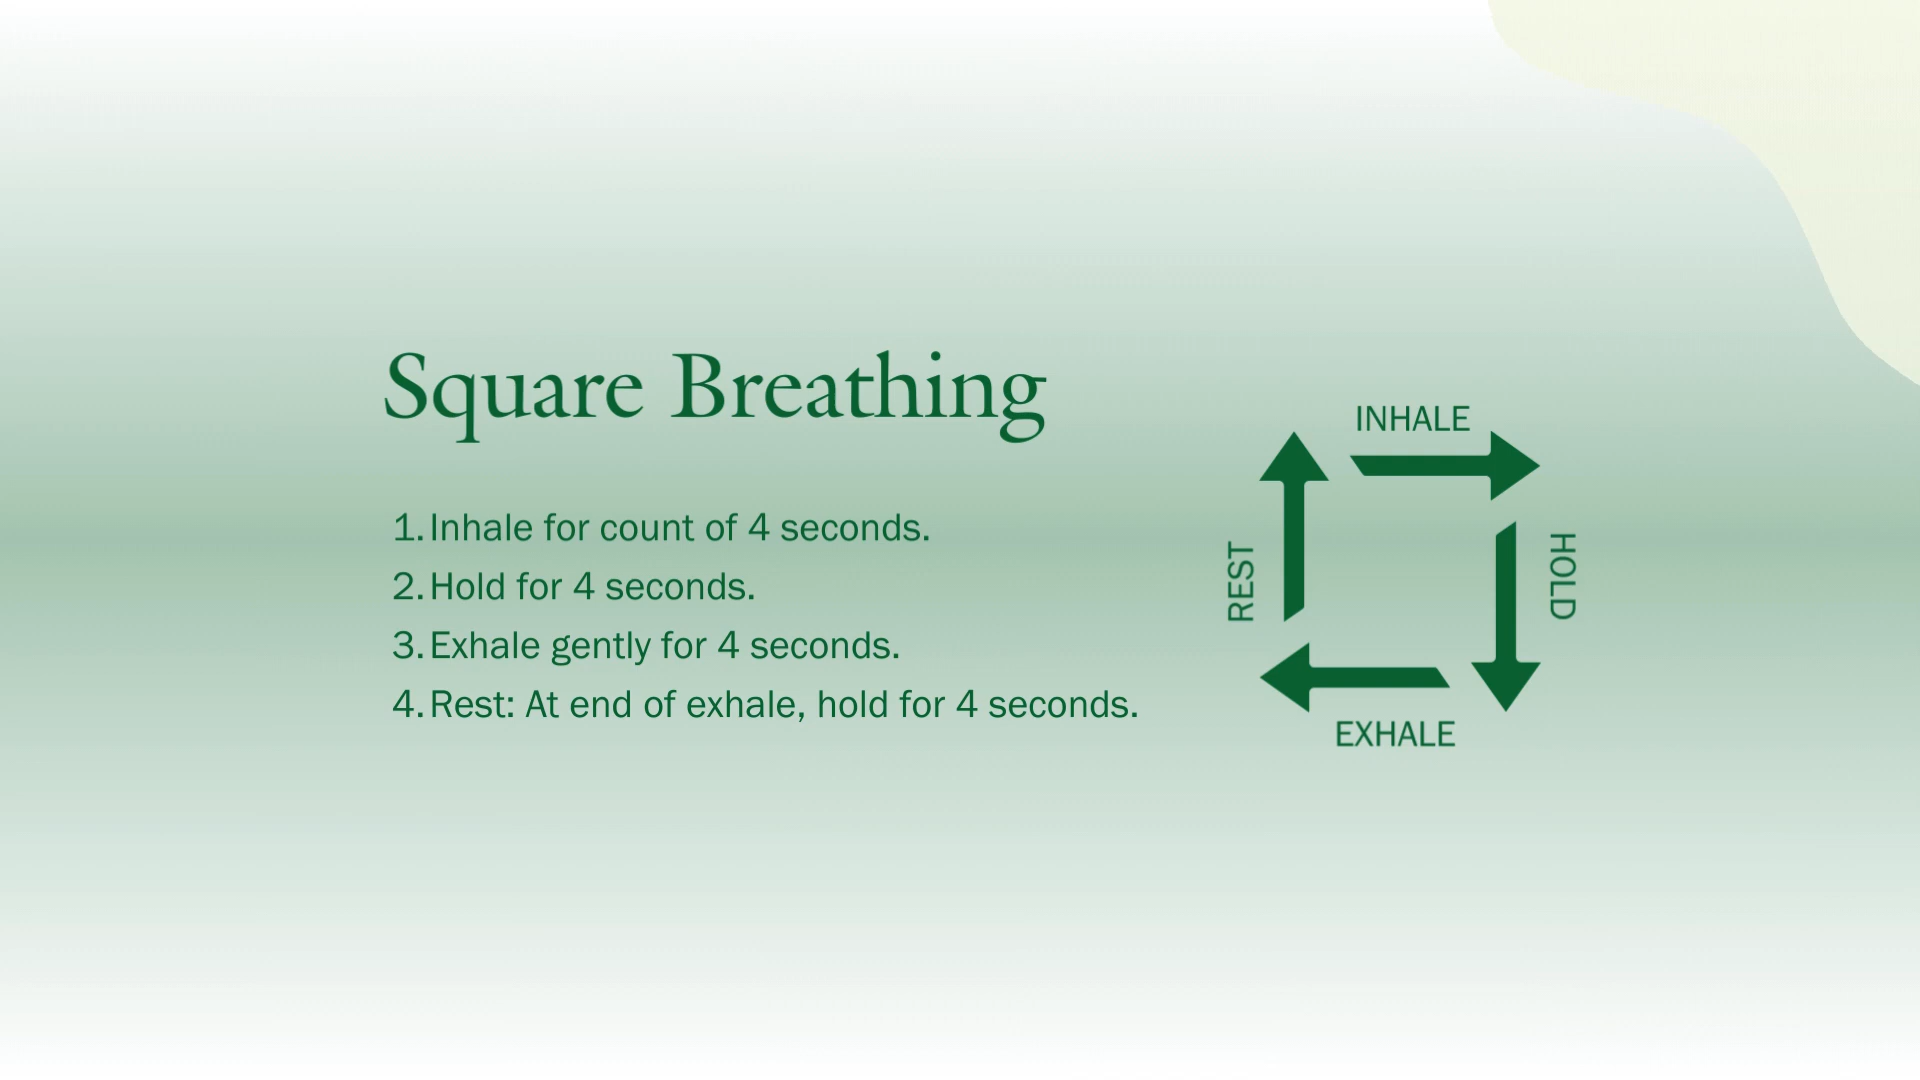 Square Breathing
1. Inhale for count of 4 seconds.
2. Hold for 4 seconds.
3. Exhale gently for 4 seconds.
4. Rest: At end of exhale, hold for 4 seconds.
INHALE
HOLD
EXHALE
REST